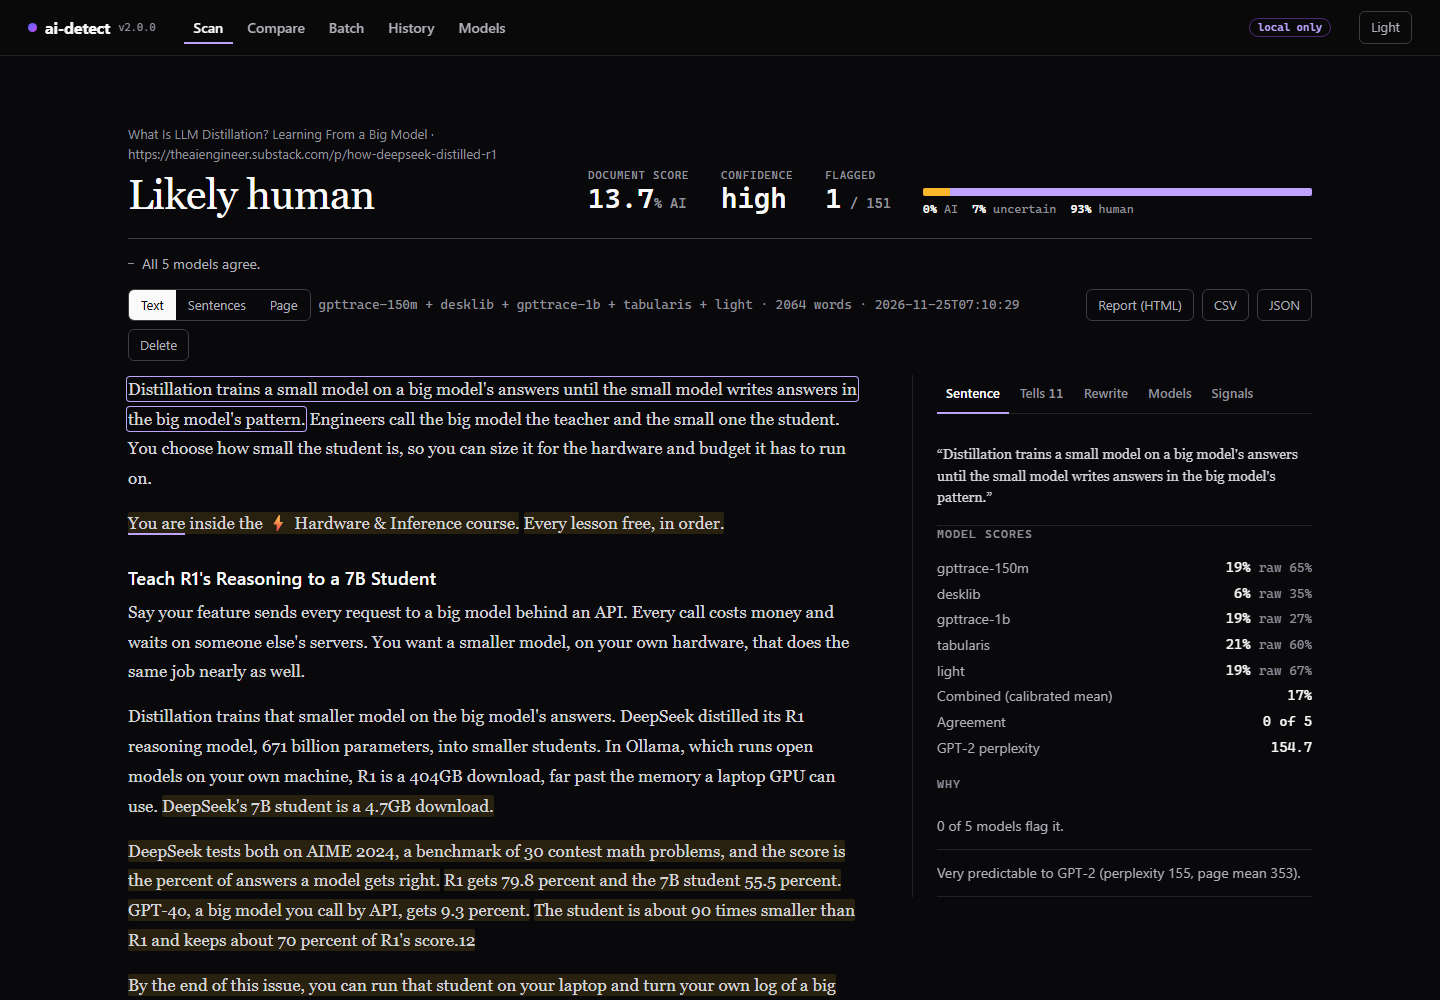 ai-detect v2.0.0 Scan Compare Batch History Models local only Light
What Is LLM Distillation? Learning From a Big Model ·
https://theaiengineer.substack.com/p/how-deepseek-distilled-r1
Likely human
DOCUMENT SCORE
13.7% AI
CONFIDENCE
high
FLAGGED
1 / 151
0% AI 7% uncertain 93% human
– All 5 models agree.
Text Sentences Page gpttrace-150m + desklib + gpttrace-1b + tabularis + light · 2064 words · 2026-11-25T07:10:29 Report (HTML) CSV JSON
Delete
Distillation trains a small model on a big model's answers until the small model writes answers in
the big model's pattern. Engineers call the big model the teacher and the small one the student.
You choose how small the student is, so you can size it for the hardware and budget it has to run
on.
You are inside the ⚡ Hardware & Inference course. Every lesson free, in order.
Teach R1's Reasoning to a 7B Student
Say your feature sends every request to a big model behind an API. Every call costs money and
waits on someone else's servers. You want a smaller model, on your own hardware, that does the
same job nearly as well.
Distillation trains that smaller model on the big model's answers. DeepSeek distilled its R1
reasoning model, 671 billion parameters, into smaller students. In Ollama, which runs open
models on your own machine, R1 is a 404GB download, far past the memory a laptop GPU can
use. DeepSeek's 7B student is a 4.7GB download.
DeepSeek tests both on AIME 2024, a benchmark of 30 contest math problems, and the score is
the percent of answers a model gets right. R1 gets 79.8 percent and the 7B student 55.5 percent.
GPT-4o, a big model you call by API, gets 9.3 percent. The student is about 90 times smaller than
R1 and keeps about 70 percent of R1's score.12
By the end of this issue, you can run that student on your laptop and turn your own log of a big
Sentence Tells 11 Rewrite Models Signals
“Distillation trains a small model on a big model's answers
until the small model writes answers in the big model's
pattern.”
MODEL SCORES
gpttrace-150m 19% raw 65%
desklib 6% raw 35%
gpttrace-1b 19% raw 27%
tabularis 21% raw 60%
light 19% raw 67%
Combined (calibrated mean) 17%
Agreement 0 of 5
GPT-2 perplexity 154.7
WHY
0 of 5 models flag it.
Very predictable to GPT-2 (perplexity 155, page mean 353).